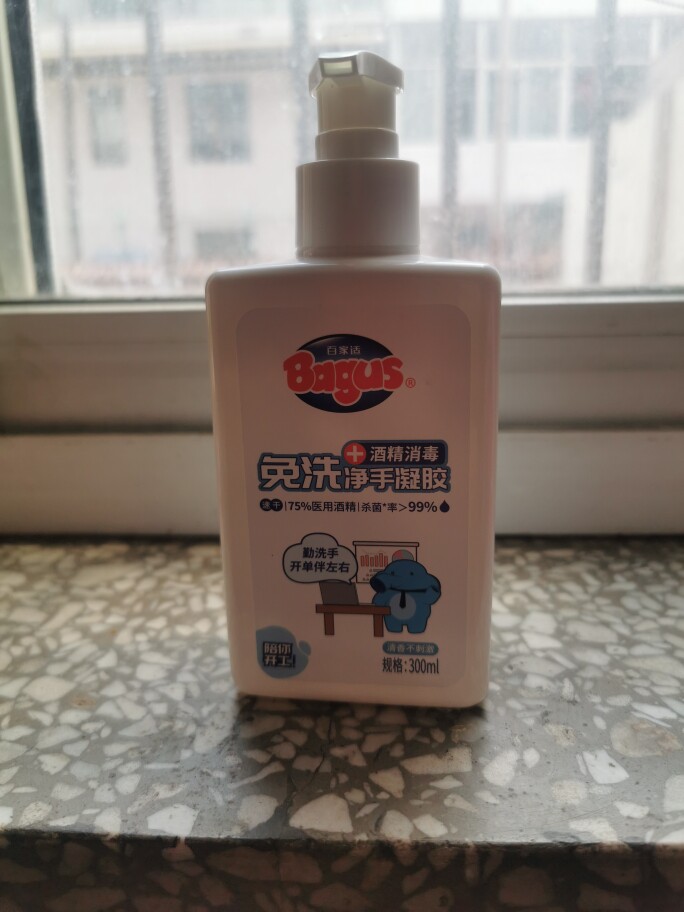 百家适
Bagus®
酒精消毒
免洗净手凝胶
速干|75%医用酒精|杀菌*率>99%
勤洗手
开单伴左右
陪你
开工!
清香不刺激
规格:300ml